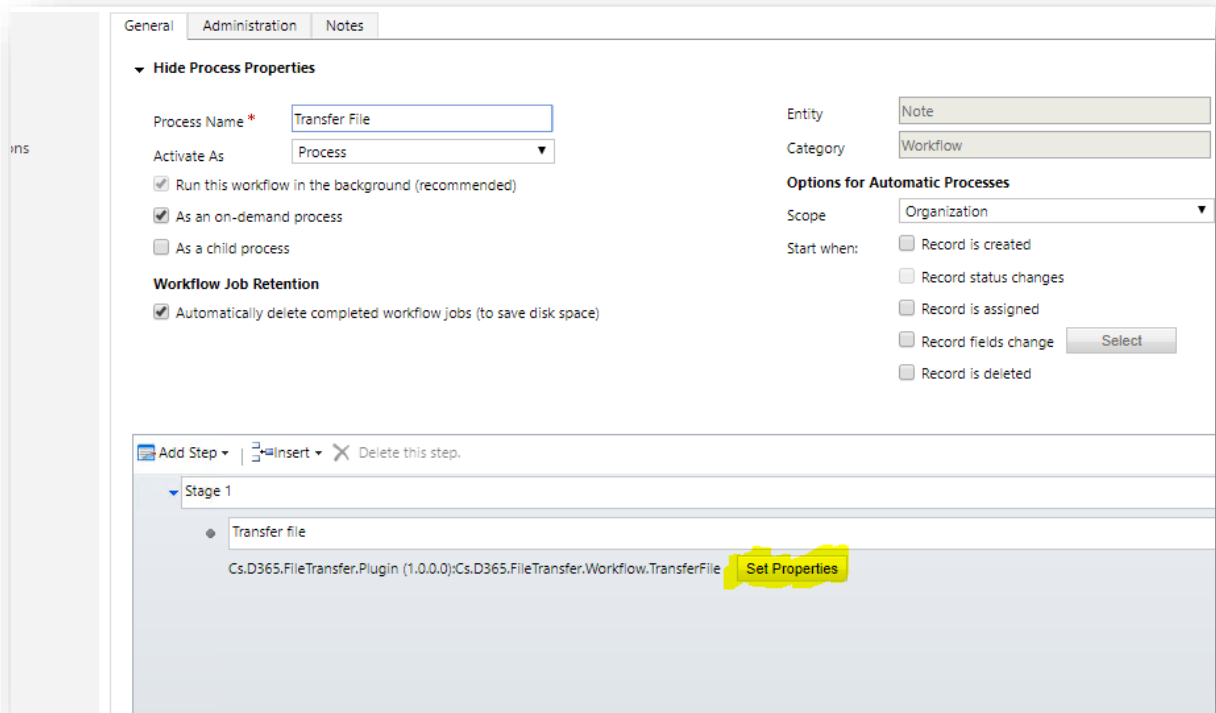 General Administration Notes
Hide Process Properties
Process Name *
Transfer File
Activate As
Process
Run this workflow in the background (recommended)
As an on-demand process
As a child process
Workflow Job Retention
Automatically delete completed workflow jobs (to save disk space)
Entity
Note
Category
Workflow
Options for Automatic Processes
Scope
Organization
Start when:
Record is created
Record status changes
Record is assigned
Record fields change
Select
Record is deleted
Add Step Insert Delete this step.
Stage 1
Transfer file
Cs.D365.FileTransfer.Plugin (1.0.0.0):Cs.D365.FileTransfer.Workflow.TransferFile Set Properties